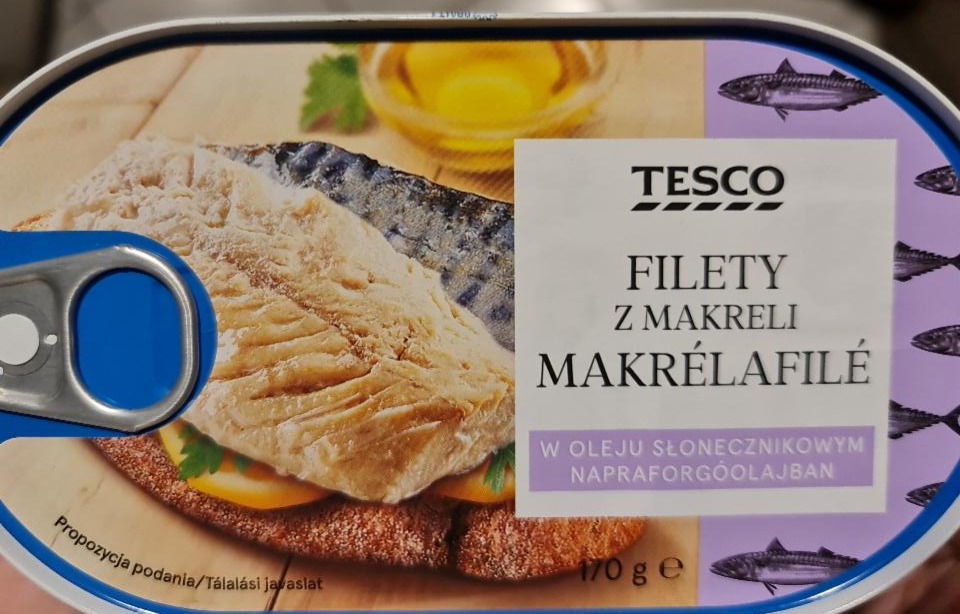 TESCO
FILETY
Z MAKRELI
MAKRÉLAFILÉ
W OLEJU SŁONECZNIKOWYM
NAPRAFORGÓOLAJBAN
Propozycja podania/Tálalási javaslat
170 g ℮